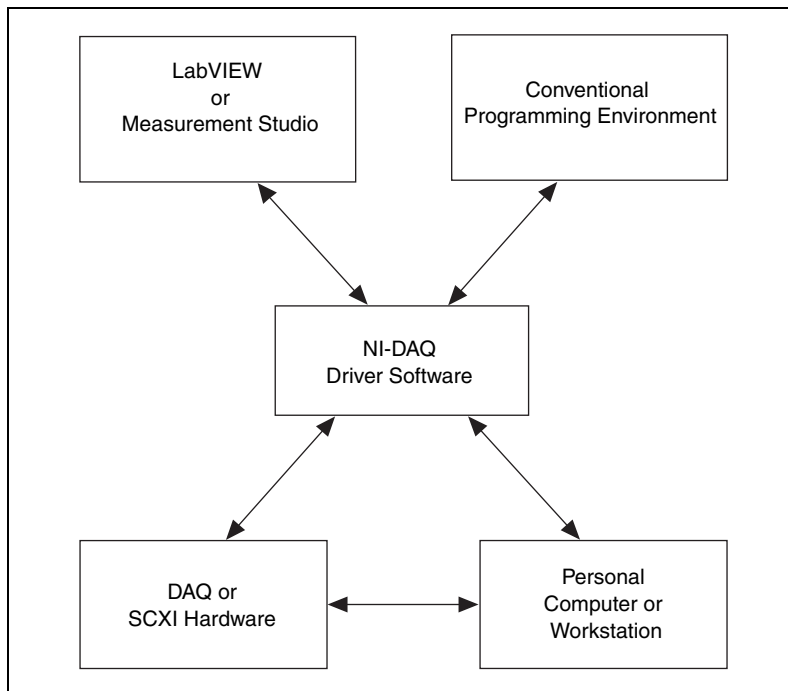 LabVIEW
or
Measurement Studio
Conventional
Programming Environment
NI-DAQ
Driver Software
DAQ or
SCXI Hardware
Personal
Computer or
Workstation